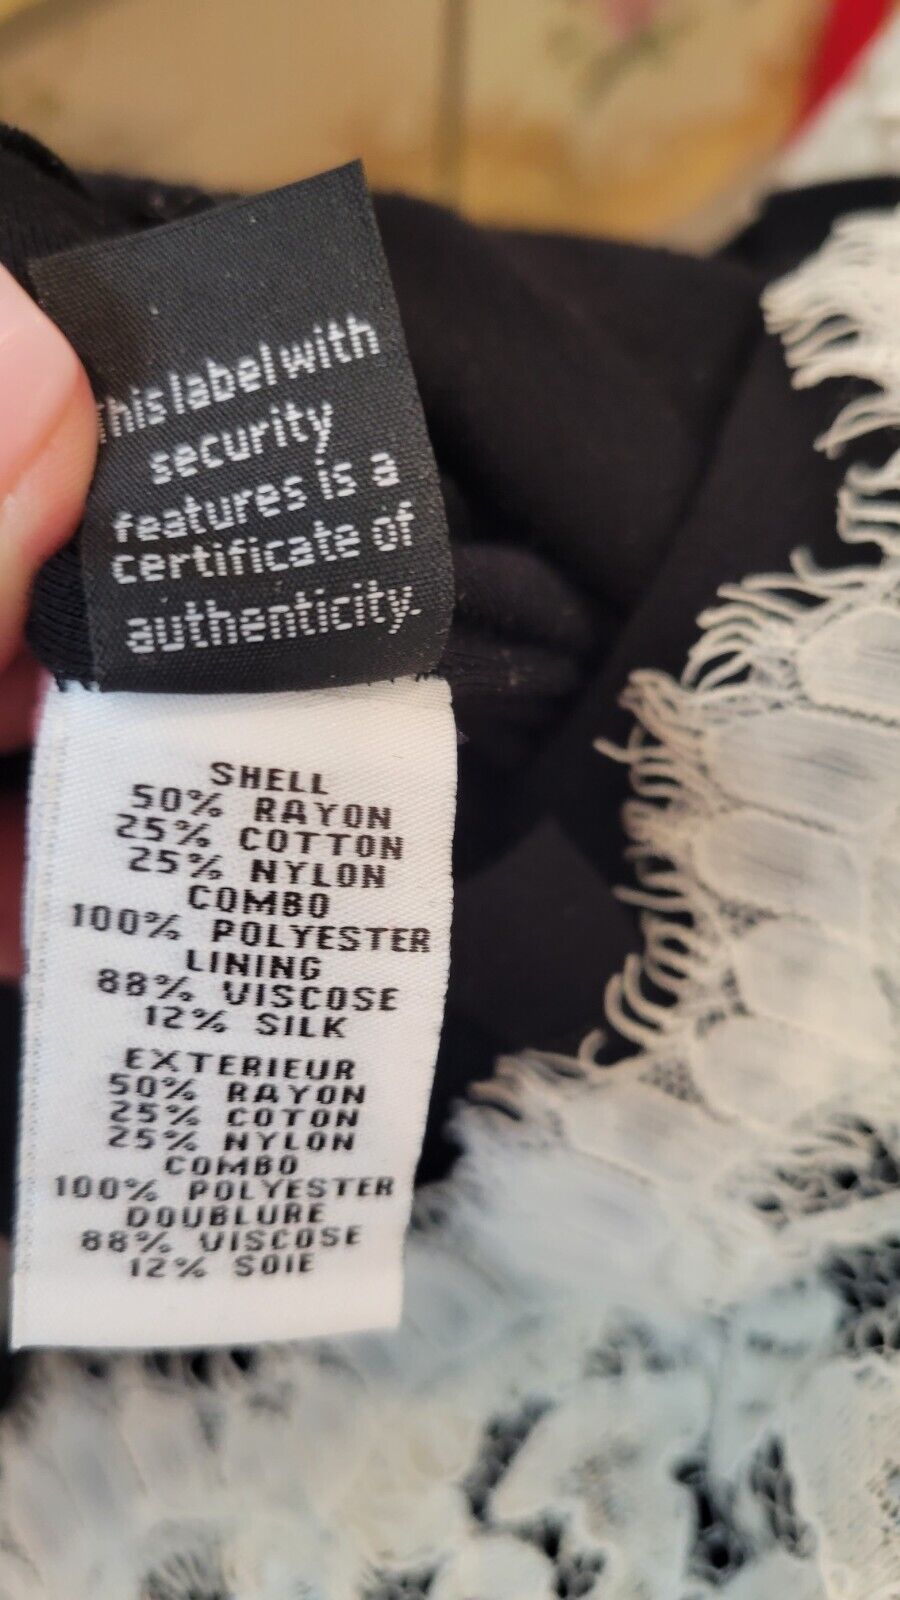 This label with
security
features is a
certificate of
authenticity.
SHELL
50% RAYON
25% COTTON
25% NYLON
COMBO
100% POLYESTER
LINING
88% VISCOSE
12% SILK
EXTERIEUR
50% RAYON
25% COTON
25% NYLON
COMBO
100% POLYESTER
DOUBLURE
88% VISCOSE
12% SOIE